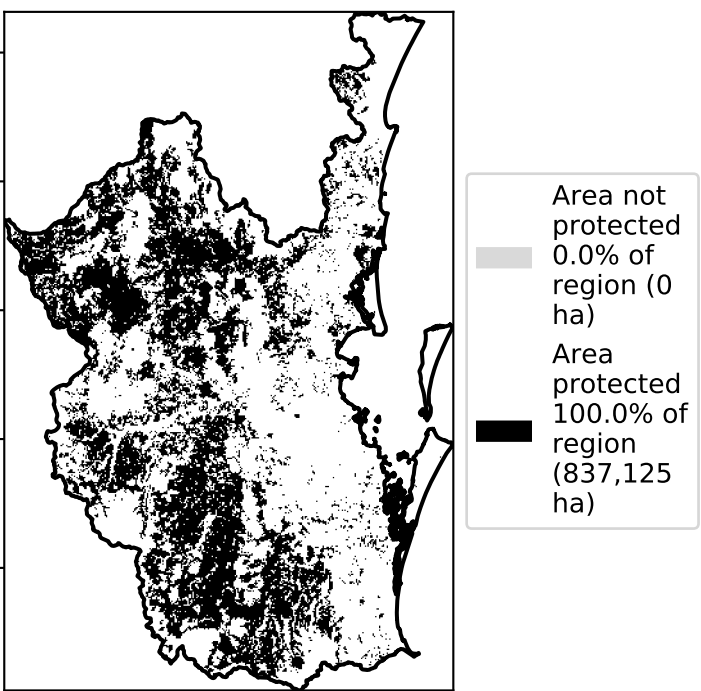 Area not
protected
0.0% of
region (0
ha)
Area
protected
100.0% of
region
(837,125
ha)